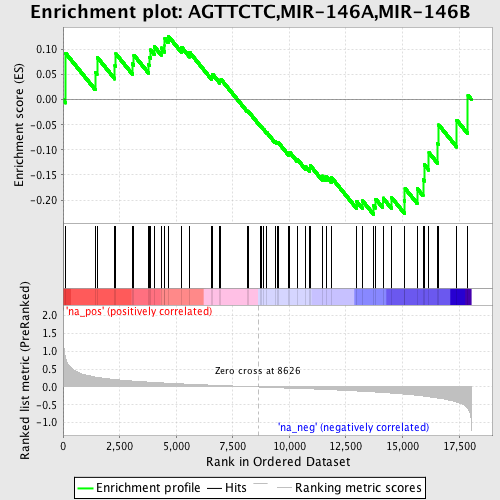 Enrichment plot: AGTTCTC,MIR-146A,MIR-146B
Enrichment score (ES)
0.10
0.05
0.00
-0.05
-0.10
-0.15
-0.20
'na_pos' (positively correlated)
Ranked list metric (PreRanked)
2.0
1.5
1.0
0.5
0.0
-0.5
-1.0
Zero cross at 8626
'na_neg' (negatively correlated)
0 2,500 5,000 7,500 10,000 12,500 15,000 17,500
Rank in Ordered Dataset
Enrichment profile Hits Ranking metric scores